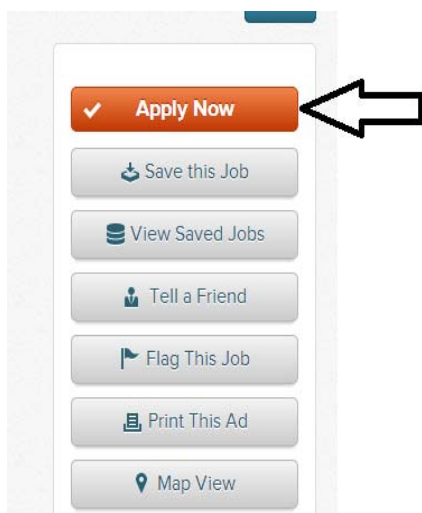 Apply Now
Save this Job
View Saved Jobs
Tell a Friend
Flag This Job
Print This Ad
Map View